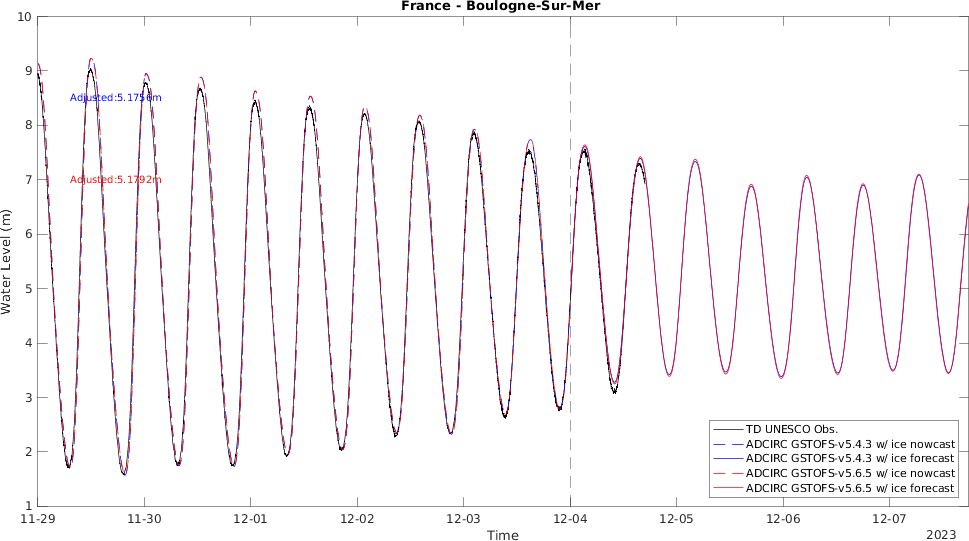 France - Boulogne-Sur-Mer
10
9
Adjusted:5.1756m
8
7
Adjusted:5.1792m
6
5
4
3
2
1
Water Level (m)
TD UNESCO Obs.
ADCIRC GSTOFS-v5.4.3 w/ ice nowcast
ADCIRC GSTOFS-v5.4.3 w/ ice forecast
ADCIRC GSTOFS-v5.6.5 w/ ice nowcast
ADCIRC GSTOFS-v5.6.5 w/ ice forecast
11-29 11-30 12-01 12-02 12-03 12-04 12-05 12-06 12-07
Time
2023